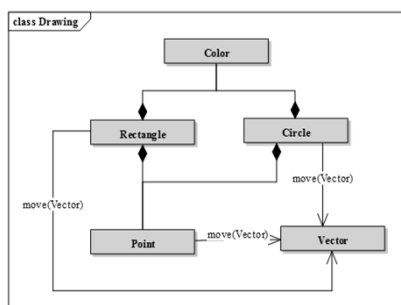 class Drawing
Color
Rectangle
Circle
move(Vector)
move(Vector)
move(Vector)
Point
Vector